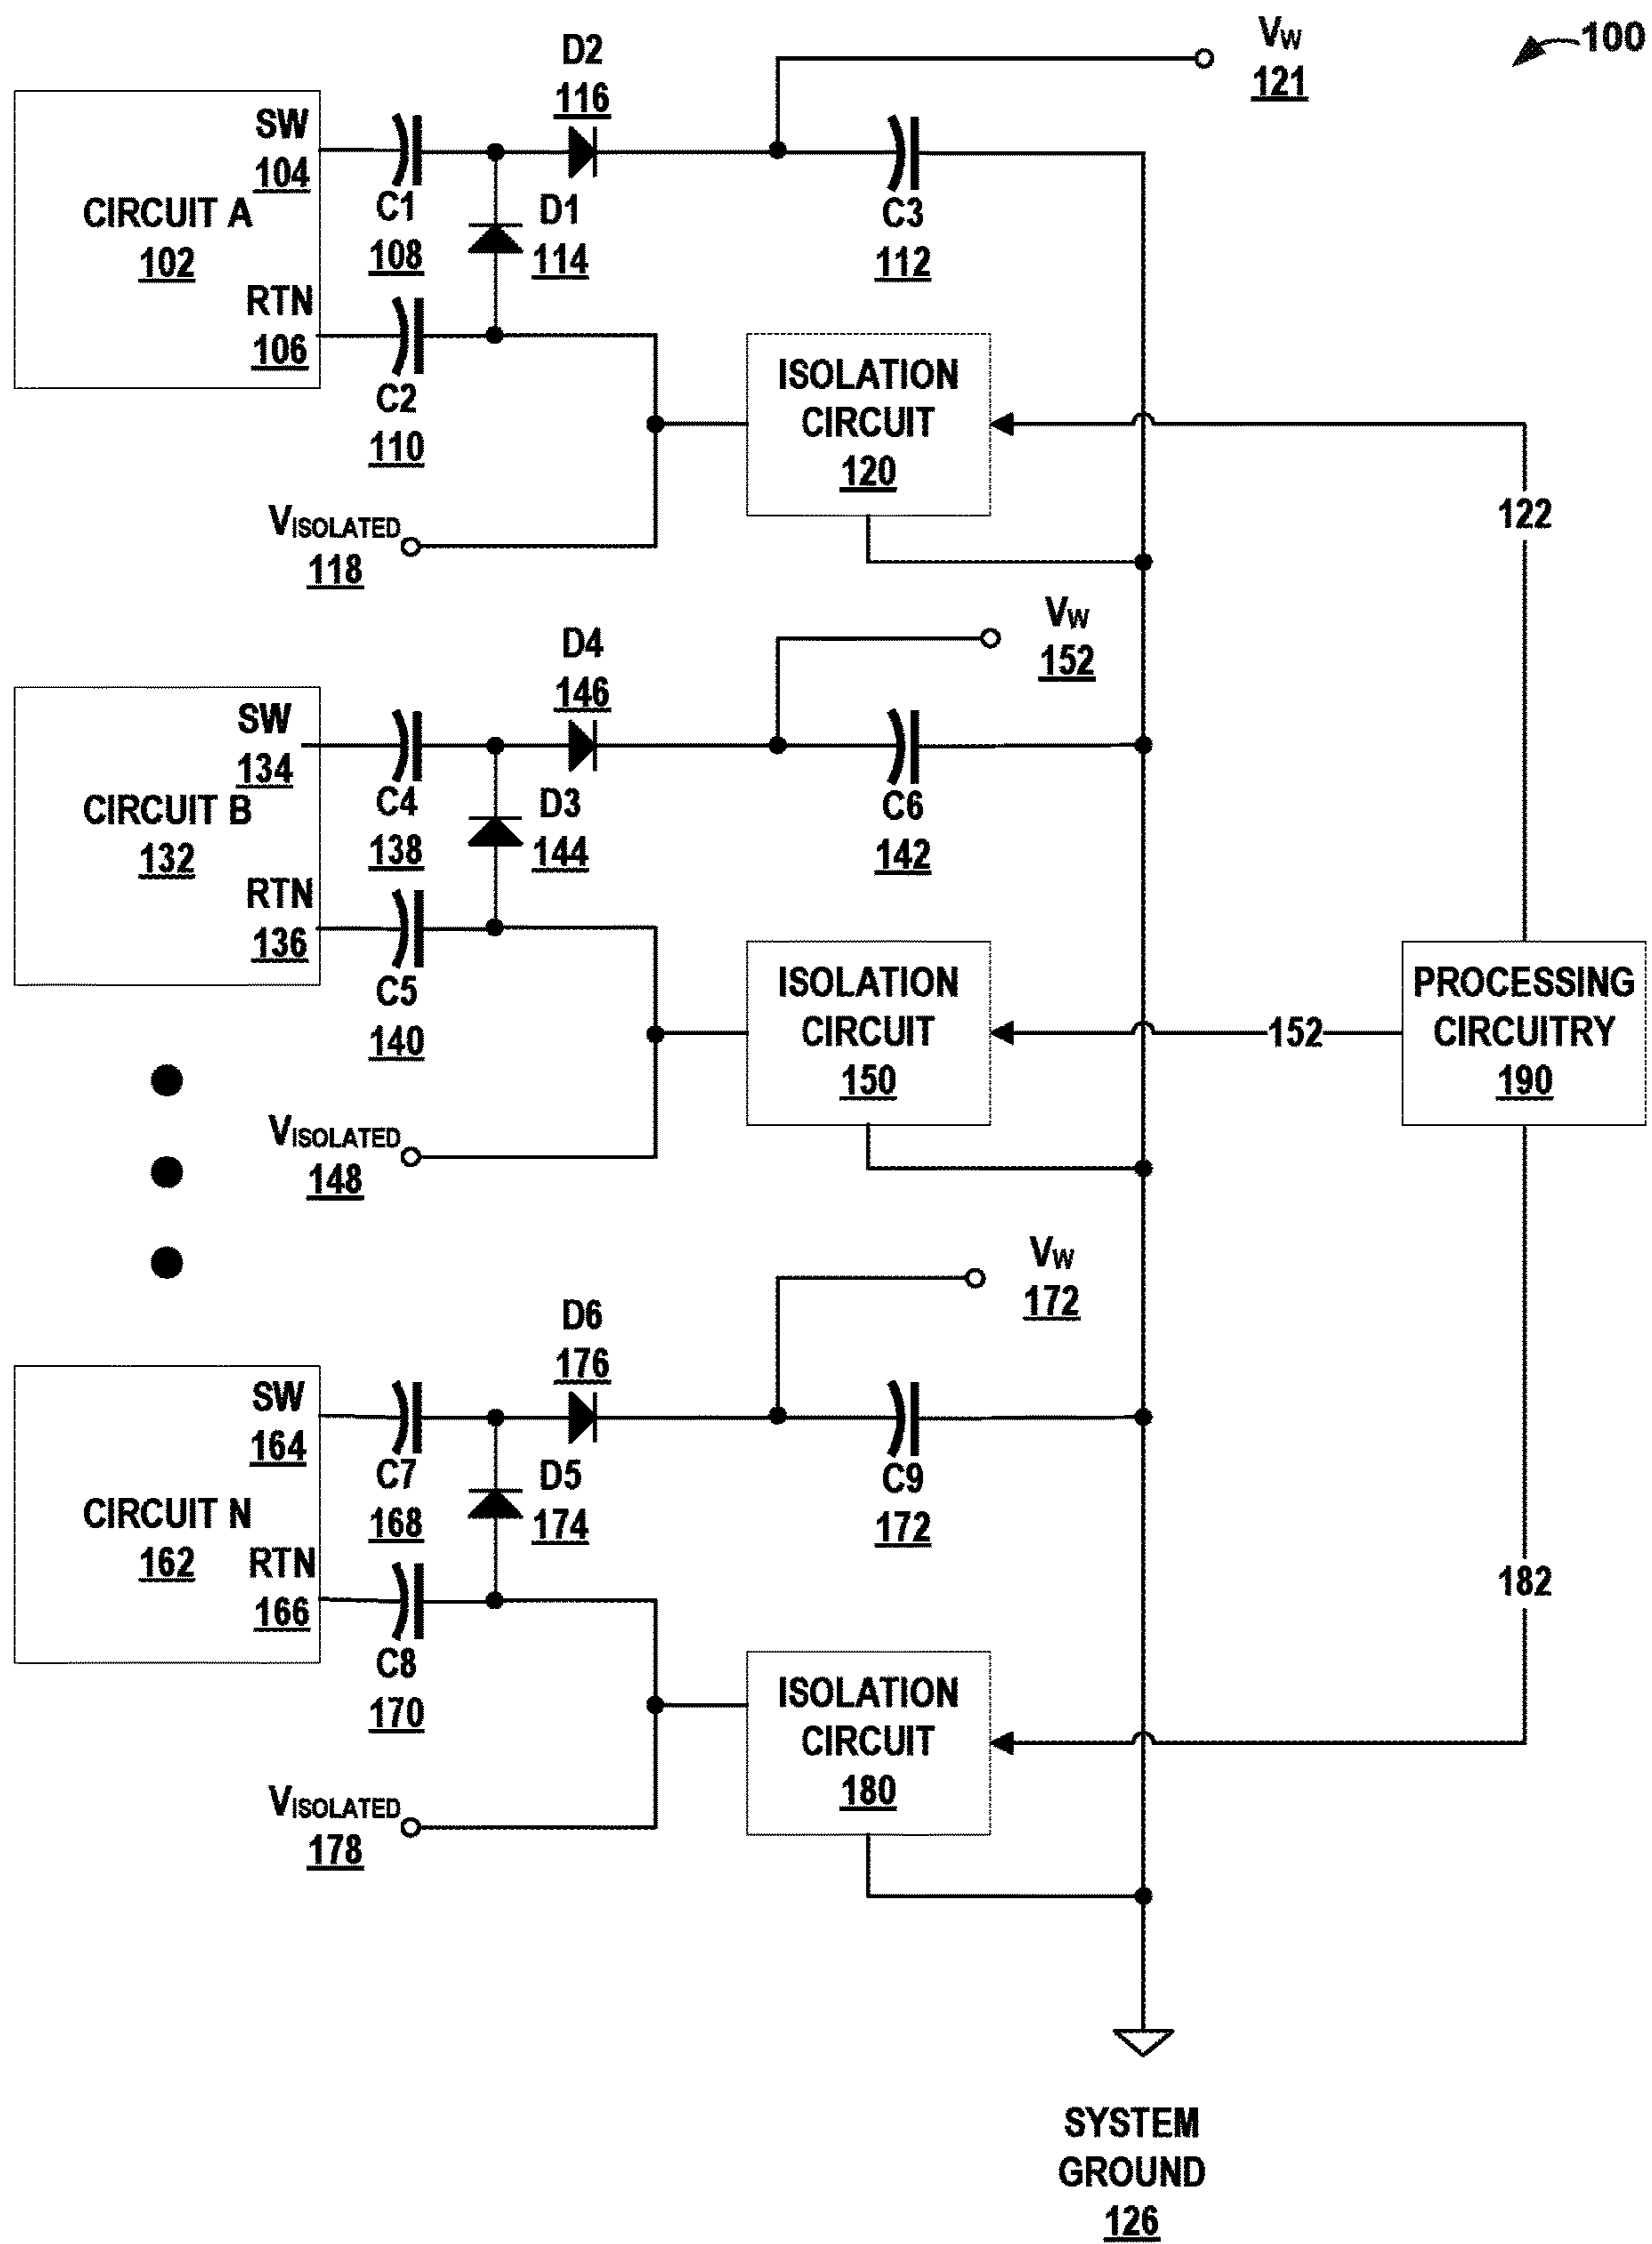 100
VW
121
D2
116
SW
104
CIRCUIT A
102
RTN
106
C1
108
D1
114
C3
112
C2
110
ISOLATION
CIRCUIT
120
122
VISOLATED
118
VW
152
D4
146
SW
134
CIRCUIT B
132
RTN
136
C4
138
D3
144
C6
142
C5
140
ISOLATION
CIRCUIT
150
152
PROCESSING
CIRCUITRY
190
VISOLATED
148
VW
172
D6
176
SW
164
CIRCUIT N
162
RTN
166
C7
168
D5
174
C9
172
182
C8
170
ISOLATION
CIRCUIT
180
VISOLATED
178
SYSTEM
GROUND
126